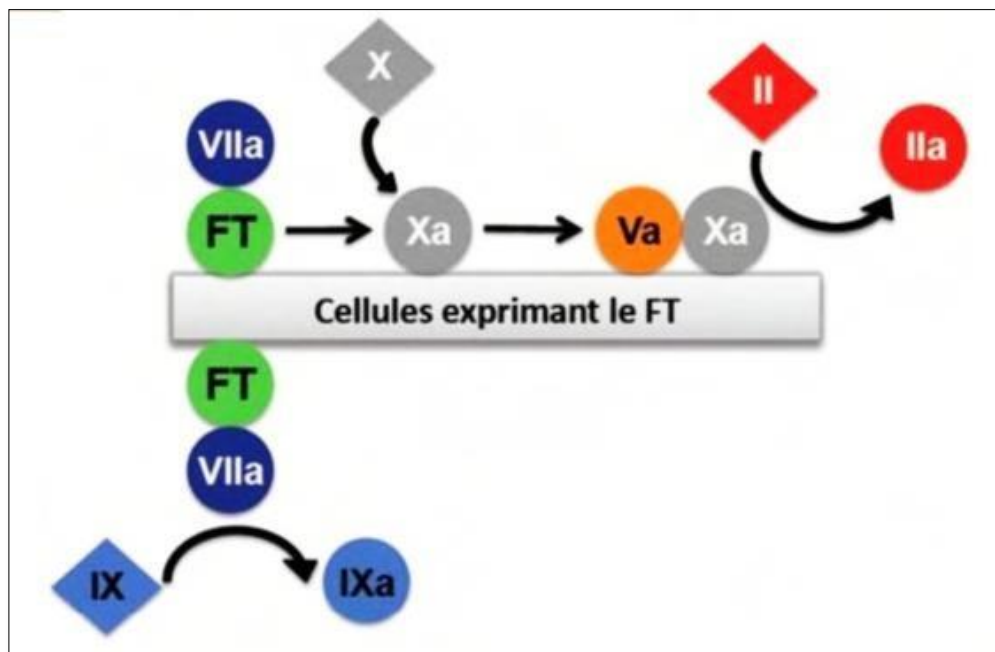 X
II
VIIa
IIa
FT
Xa
Va
Xa
Cellules exprimant le FT
FT
VIIa
IX
IXa